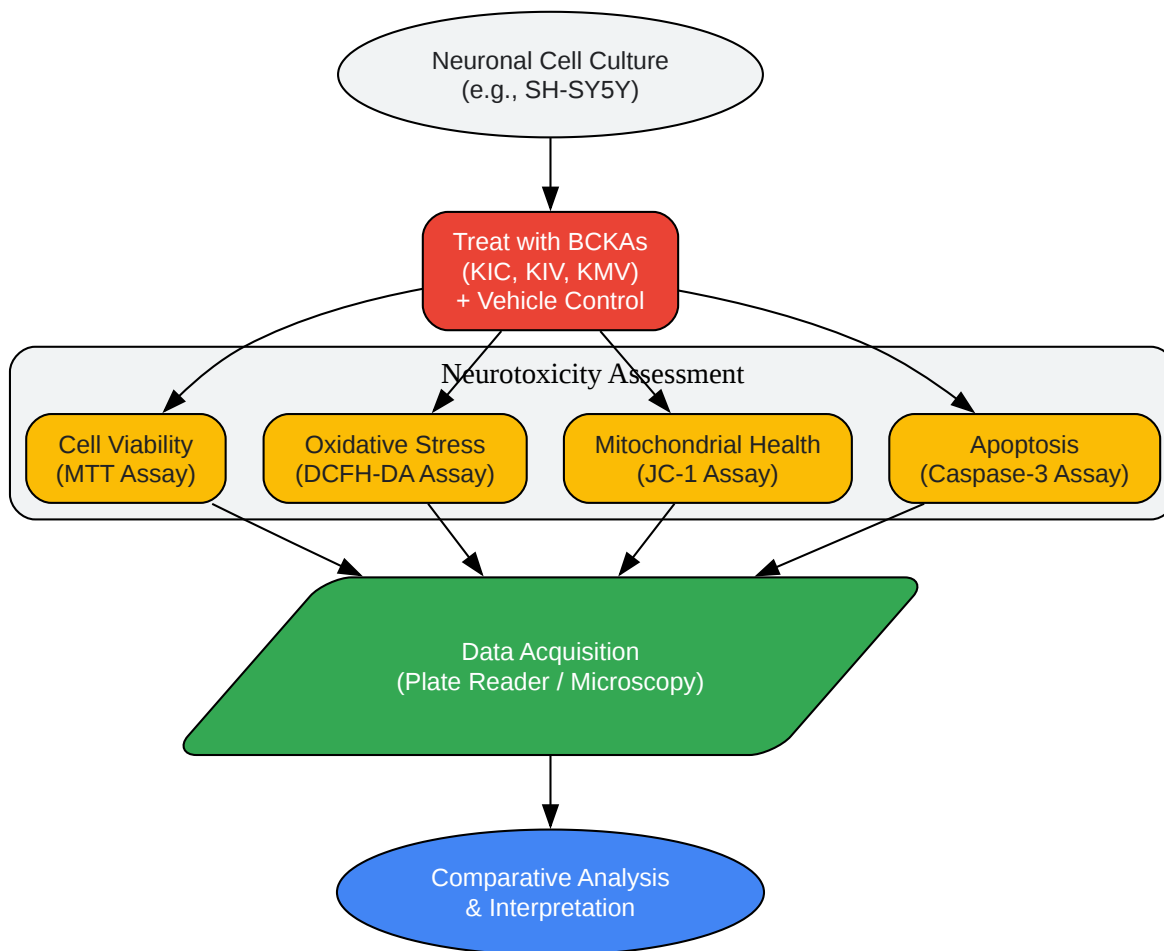 Neuronal Cell Culture
(e.g., SH-SY5Y)
Treat with BCKAs
(KIC, KIV, KMV)
+ Vehicle Control
Neurotoxicity Assessment
Cell Viability
(MTT Assay)
Oxidative Stress
(DCFH-DA Assay)
Mitochondrial Health
(JC-1 Assay)
Apoptosis
(Caspase-3 Assay)
Data Acquisition
(Plate Reader / Microscopy)
Comparative Analysis
& Interpretation